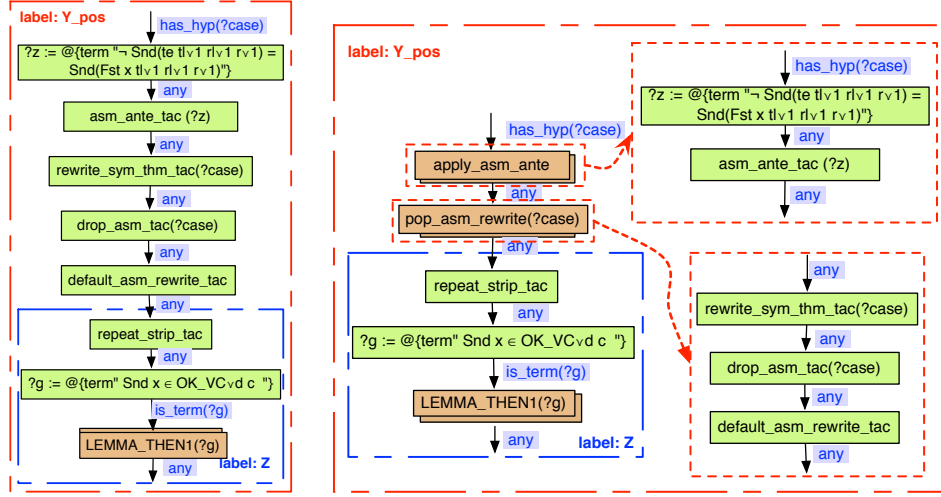 label: Y_pos
has_hyp(?case)
?z := @{term "¬ Snd(te tl∨1 rl∨1 r∨1) =
Snd(Fst x tl∨1 rl∨1 r∨1)"}
any
asm_ante_tac (?z)
any
rewrite_sym_thm_tac(?case)
any
drop_asm_tac(?case)
any
default_asm_rewrite_tac
any
repeat_strip_tac
any
?g := @{term" Snd x ∈ OK_VC∨d c "}
is_term(?g)
LEMMA_THEN1(?g)
any
label: Z
label: Y_pos
has_hyp(?case)
apply_asm_ante
any
pop_asm_rewrite(?case)
any
repeat_strip_tac
any
?g := @{term" Snd x ∈ OK_VC∨d c "}
is_term(?g)
LEMMA_THEN1(?g)
any
label: Z
has_hyp(?case)
?z := @{term "¬ Snd(te tl∨1 rl∨1 r∨1) =
Snd(Fst x tl∨1 rl∨1 r∨1)"}
any
asm_ante_tac (?z)
any
any
rewrite_sym_thm_tac(?case)
any
drop_asm_tac(?case)
any
default_asm_rewrite_tac
any